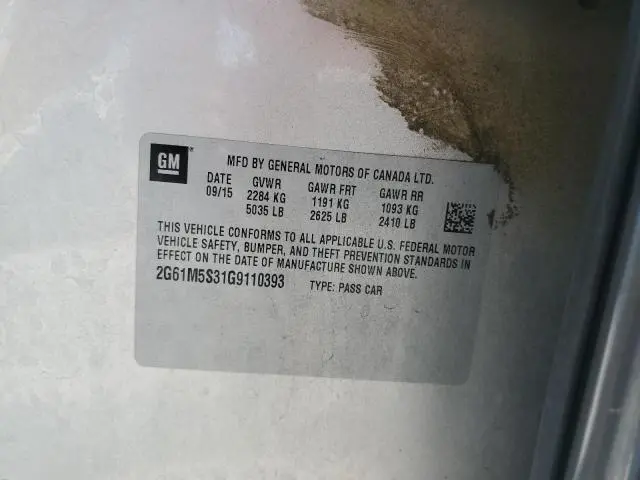 GM
MFD BY GENERAL MOTORS OF CANADA LTD.
DATE GVWR GAWR FRT GAWR RR
09/15 2284 KG 1191 KG 1093 KG
5035 LB 2625 LB 2410 LB
THIS VEHICLE CONFORMS TO ALL APPLICABLE U.S. FEDERAL MOTOR
VEHICLE SAFETY, BUMPER, AND THEFT PREVENTION STANDARDS IN
EFFECT ON THE DATE OF MANUFACTURE SHOWN ABOVE.
2G61M5S31G9110393 TYPE: PASS CAR